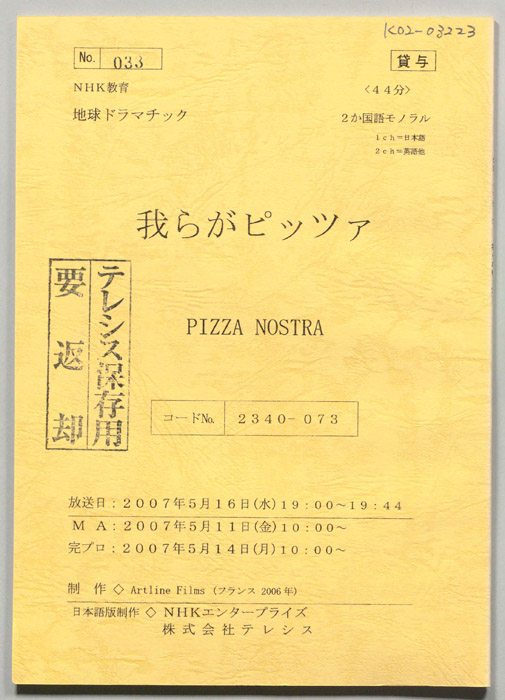 K02-03223
No. 033
貸与
NHK教育
〈44分〉
地球ドラマチック
2か国語モノラル
1ch=日本語
2ch=英語他
我らがピッツァ
PIZZA NOSTRA
テレシス保存用
要返却
コードNo. 2340-073
放送日:2007年5月16日(水)19:00~19:44
MA:2007年5月11日(金)10:00~
完プロ:2007年5月14日(月)10:00~
制作◇Artline Films (フランス 2006年)
日本語版制作◇NHKエンタープライズ
株式会社テレシス